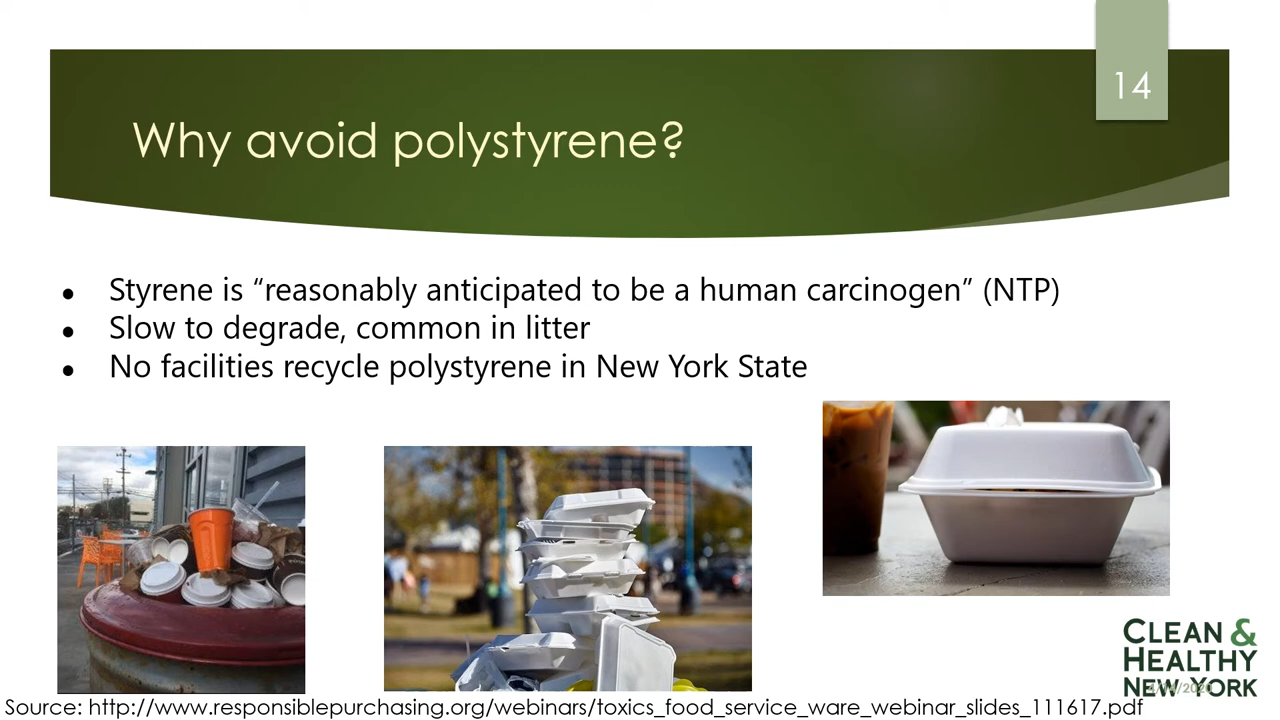 14
Why avoid polystyrene?
● Styrene is “reasonably anticipated to be a human carcinogen” (NTP)
● Slow to degrade, common in litter
● No facilities recycle polystyrene in New York State
CLEAN &
HEALTHY
NEW YORK
Source: http://www.responsiblepurchasing.org/webinars/toxics_food_service_ware_webinar_slides_111617.pdf